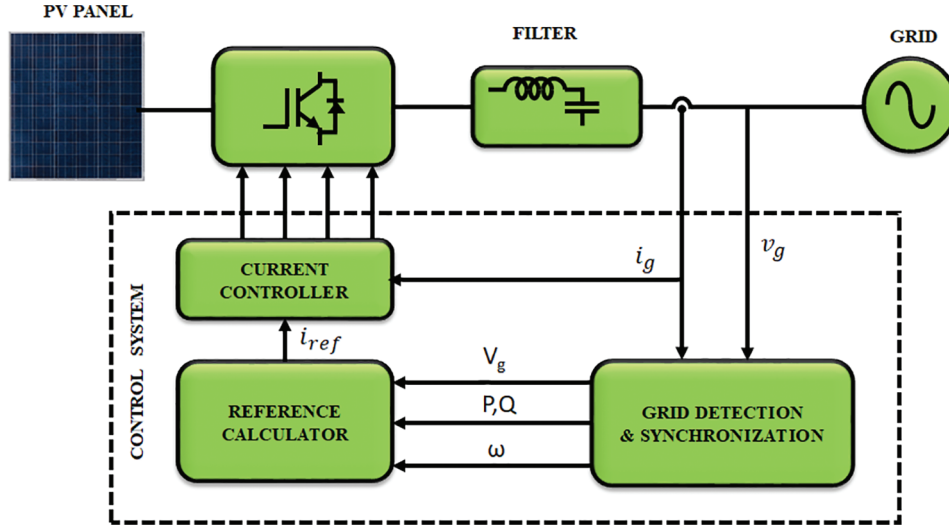 PV PANEL
FILTER
GRID
CONTROL SYSTEM
CURRENT
CONTROLLER
i_g
v_g
i_ref
V_g
P,Q
ω
REFERENCE
CALCULATOR
GRID DETECTION
& SYNCHRONIZATION